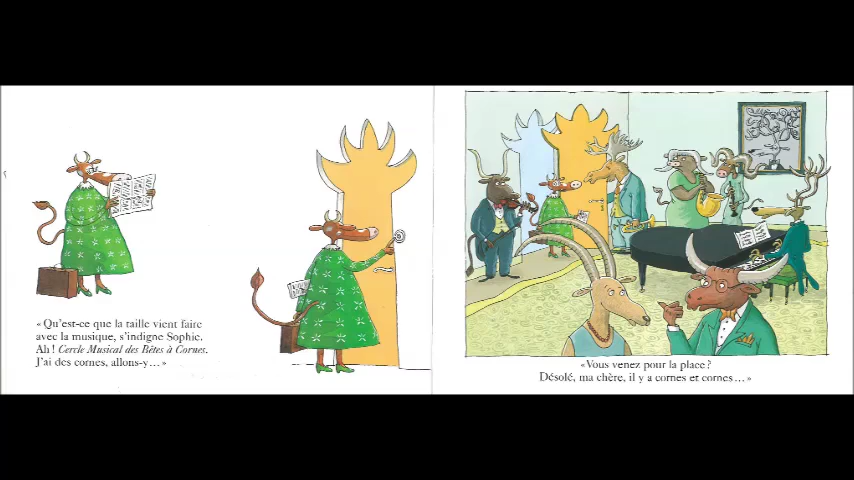 « Qu'est-ce que la taille vient faire
avec la musique, s'indigne Sophie.
Ah ! Cercle Musical des Bêtes à Cornes.
J'ai des cornes, allons-y... »
« Vous venez pour la place ?
Désolé, ma chère, il y a cornes et cornes... »